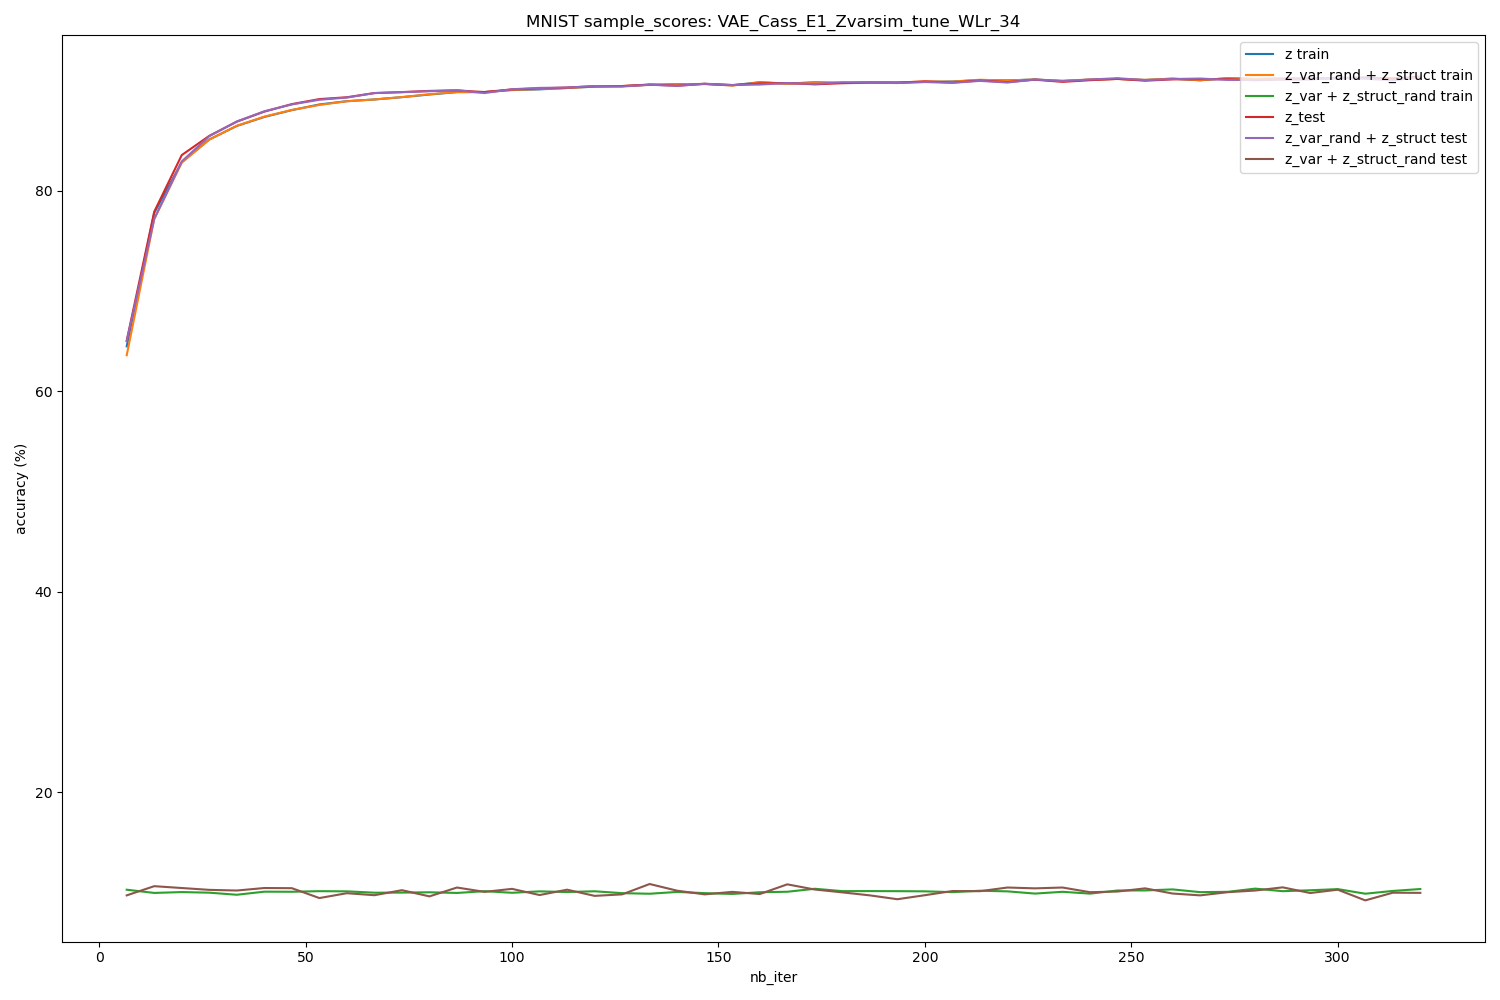 MNIST sample_scores: VAE_Cass_E1_Zvarsim_tune_WLr_34
z train
z_var_rand + z_struct train
z_var + z_struct_rand train
z_test
z_var_rand + z_struct test
z_var + z_struct_rand test
80
60
40
20
accuracy (%)
0 50 100 150 200 250 300
nb_iter